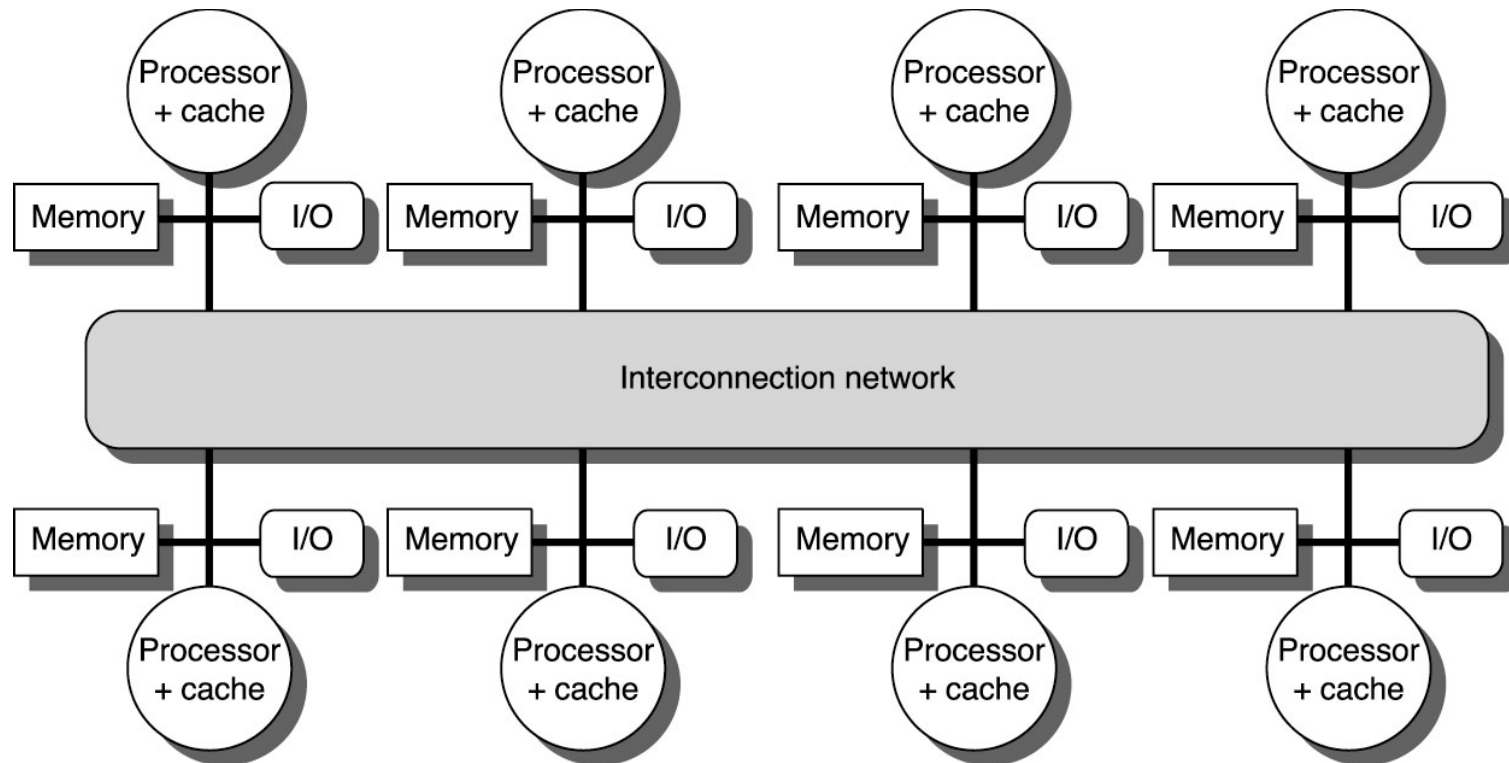 Processor
+ cache
Processor
+ cache
Processor
+ cache
Processor
+ cache
Memory
I/O
Memory
I/O
Memory
I/O
Memory
I/O
Interconnection network
Memory
I/O
Memory
I/O
Memory
I/O
Memory
I/O
Processor
+ cache
Processor
+ cache
Processor
+ cache
Processor
+ cache